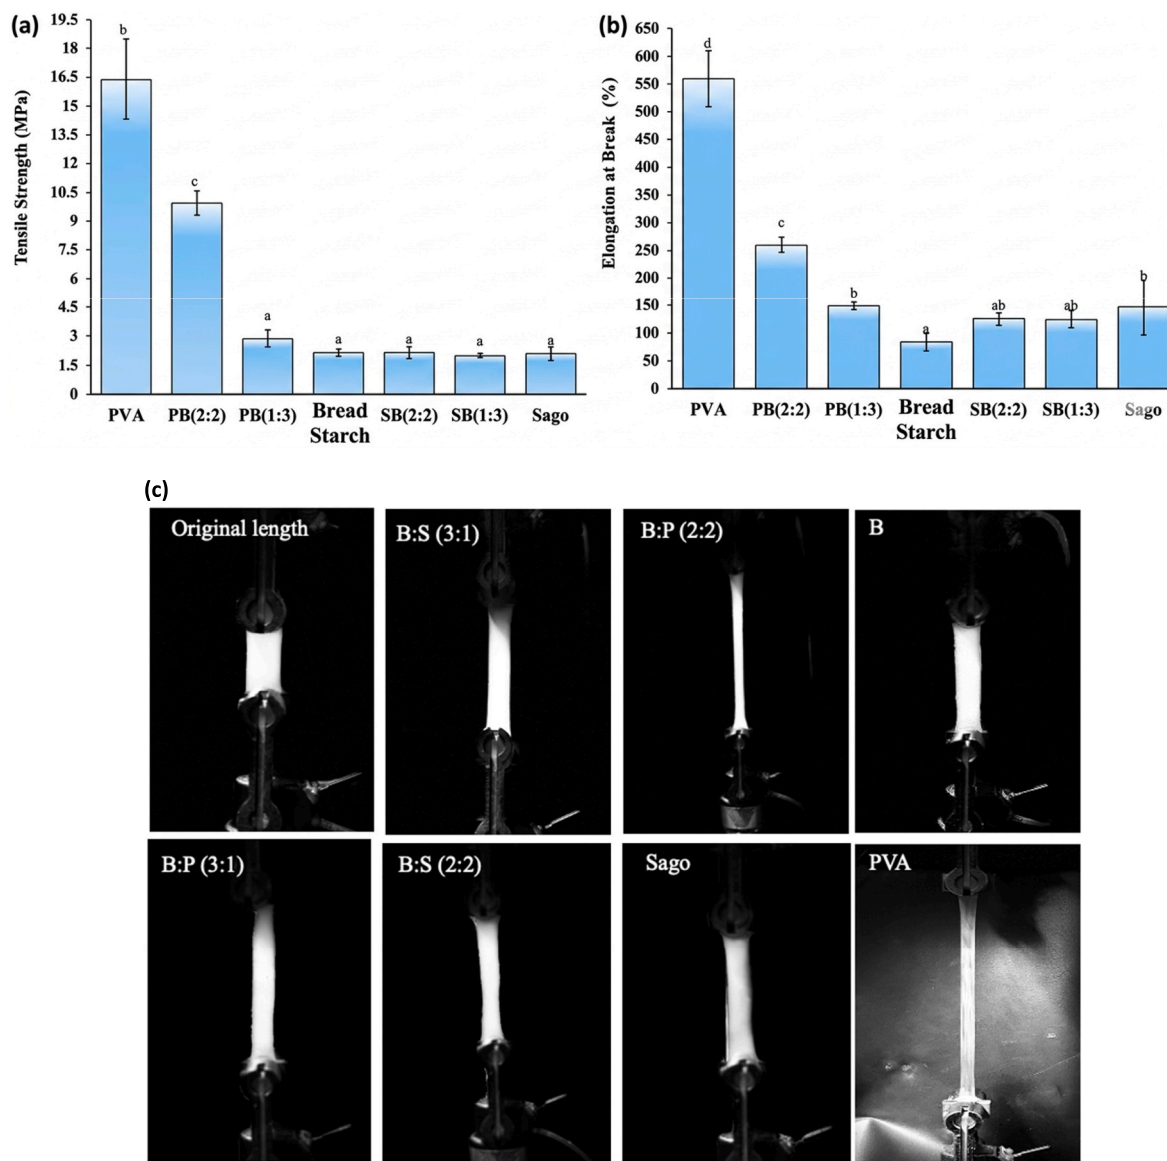 (a)
Tensile Strength (MPa)
19.5
18
16.5
15
13.5
12
10.5
9
7.5
6
4.5
3
1.5
0
b
c
a
a
a
a
a
PVA PB(2:2) PB(1:3) Bread Starch SB(2:2) SB(1:3) Sago
(b)
Elongation at Break (%)
650
600
550
500
450
400
350
300
250
200
150
100
50
0
d
c
b
a
ab
ab
b
PVA PB(2:2) PB(1:3) Bread Starch SB(2:2) SB(1:3) Sago
(c)
Original length
B:S (3:1)
B:P (2:2)
B
B:P (3:1)
B:S (2:2)
Sago
PVA